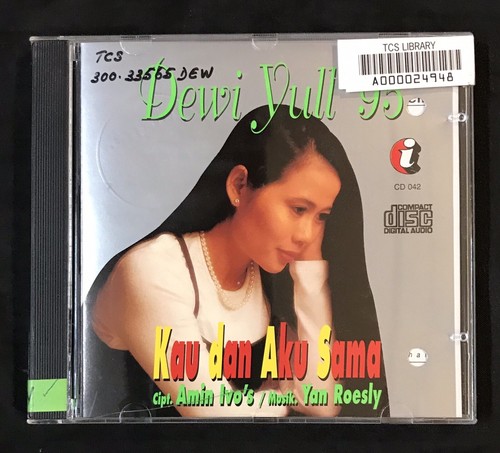 TCS
300.33565 DEW
TCS LIBRARY
A000024948
Dewi Yull '95
i
CD 042
COMPACT
disc
DIGITAL AUDIO
Kau dan Aku Sama
Cipt. Amin Ivo's / Musik. Yan Roesly